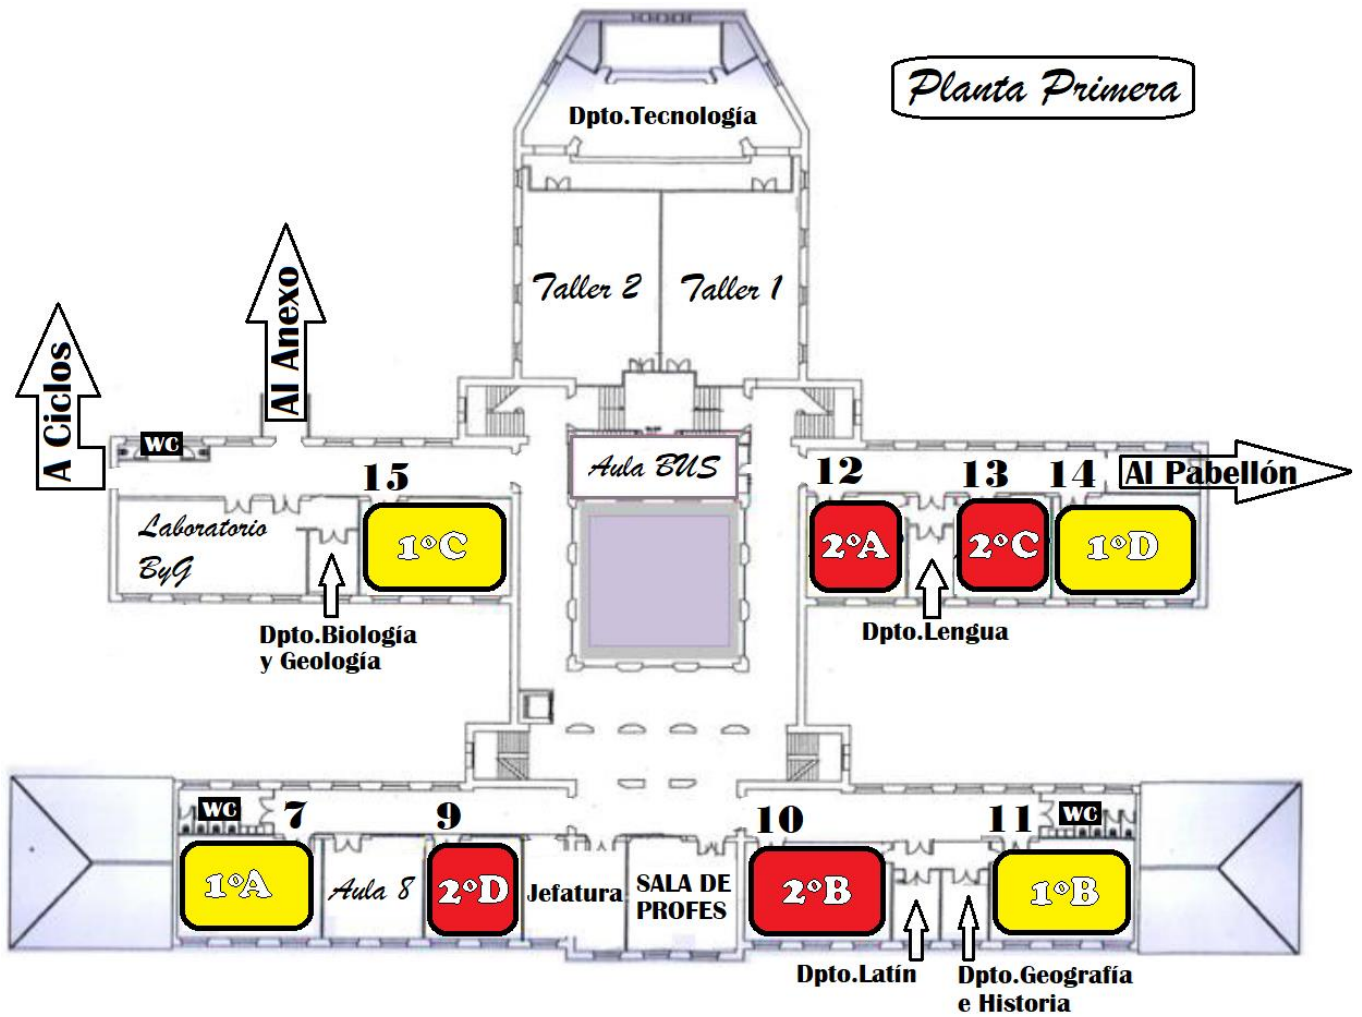 Planta Primera
Dpto.Tecnología
Taller 2
Taller 1
Al Anexo
A Ciclos
WC
15
Aula BUS
12
13
14
Al Pabellón
Laboratorio
ByG
1ºC
2ºA
2ºC
1ºD
Dpto.Biología
y Geología
Dpto.Lengua
WC
7
9
10
11
WC
1ºA
Aula 8
2ºD
Jefatura
SALA DE
PROFES
2ºB
1ºB
Dpto.Latín
Dpto.Geografía
e Historia